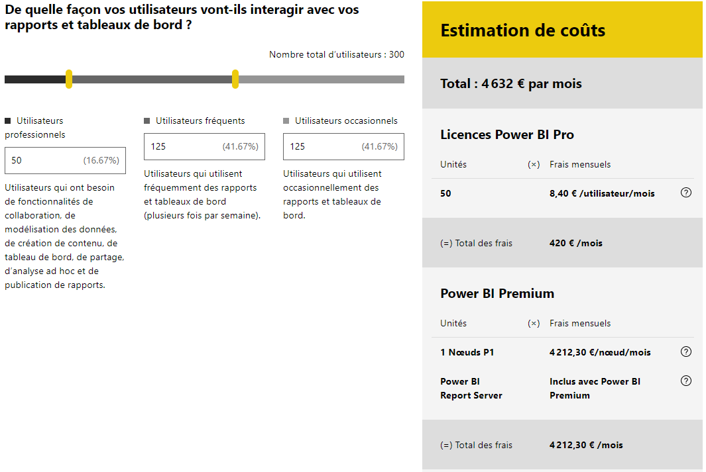 De quelle façon vos utilisateurs vont-ils interagir avec vos
rapports et tableaux de bord ?
Nombre total d'utilisateurs : 300
Utilisateurs
professionnels
50 (16.67%)
Utilisateurs qui ont besoin
de fonctionnalités de
collaboration, de
modélisation des données,
de création de contenu, de
tableau de bord, de partage,
d'analyse ad hoc et de
publication de rapports.
Utilisateurs fréquents
125 (41.67%)
Utilisateurs qui utilisent
fréquemment des rapports
et tableaux de bord
(plusieurs fois par semaine).
Utilisateurs occasionnels
125 (41.67%)
Utilisateurs qui utilisent
occasionnellement des
rapports et tableaux de
bord.
Estimation de coûts
Total : 4 632 € par mois
Licences Power BI Pro
Unités (×) Frais mensuels
50 8,40 € /utilisateur/mois ?
(=) Total des frais 420 € /mois
Power BI Premium
Unités (×) Frais mensuels
1 Nœuds P1 4 212,30 €/nœud/mois ?
Power BI Inclus avec Power BI ?
Report Server Premium
(=) Total des frais 4 212,30 € /mois